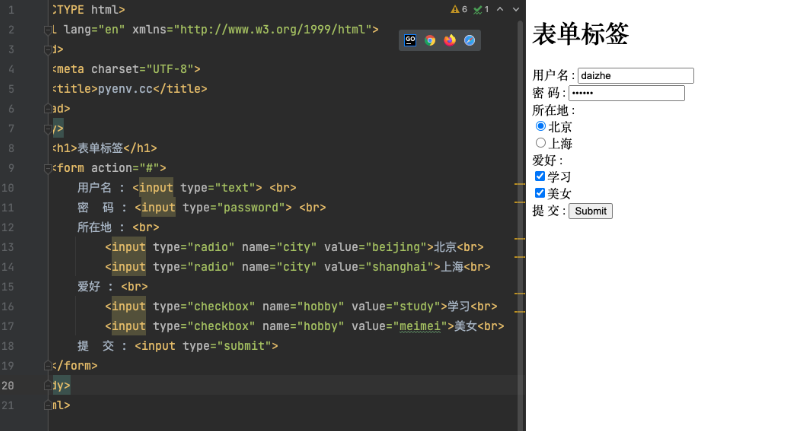 6 1
1 CTYPE html>
2 l lang="en" xmlns="http://www.w3.org/1999/html">
3 d>
4 <meta charset="UTF-8">
5 <title>pyenv.cc</title>
6 ad>
7 y>
8 <h1>表单标签</h1>
9 <form action="#">
10 用户名 : <input type="text"> <br>
11 密 码 : <input type="password"> <br>
12 所在地 : <br>
13 <input type="radio" name="city" value="beijing">北京<br>
14 <input type="radio" name="city" value="shanghai">上海<br>
15 爱好 : <br>
16 <input type="checkbox" name="hobby" value="study">学习<br>
17 <input type="checkbox" name="hobby" value="meimei">美女<br>
18 提 交 : <input type="submit">
19 </form>
20 dy>
21 ml>
GO
表单标签
用户名 : daizhe
密 码 : ••••••
所在地 :
北京
上海
爱好 :
学习
美女
提 交 : Submit